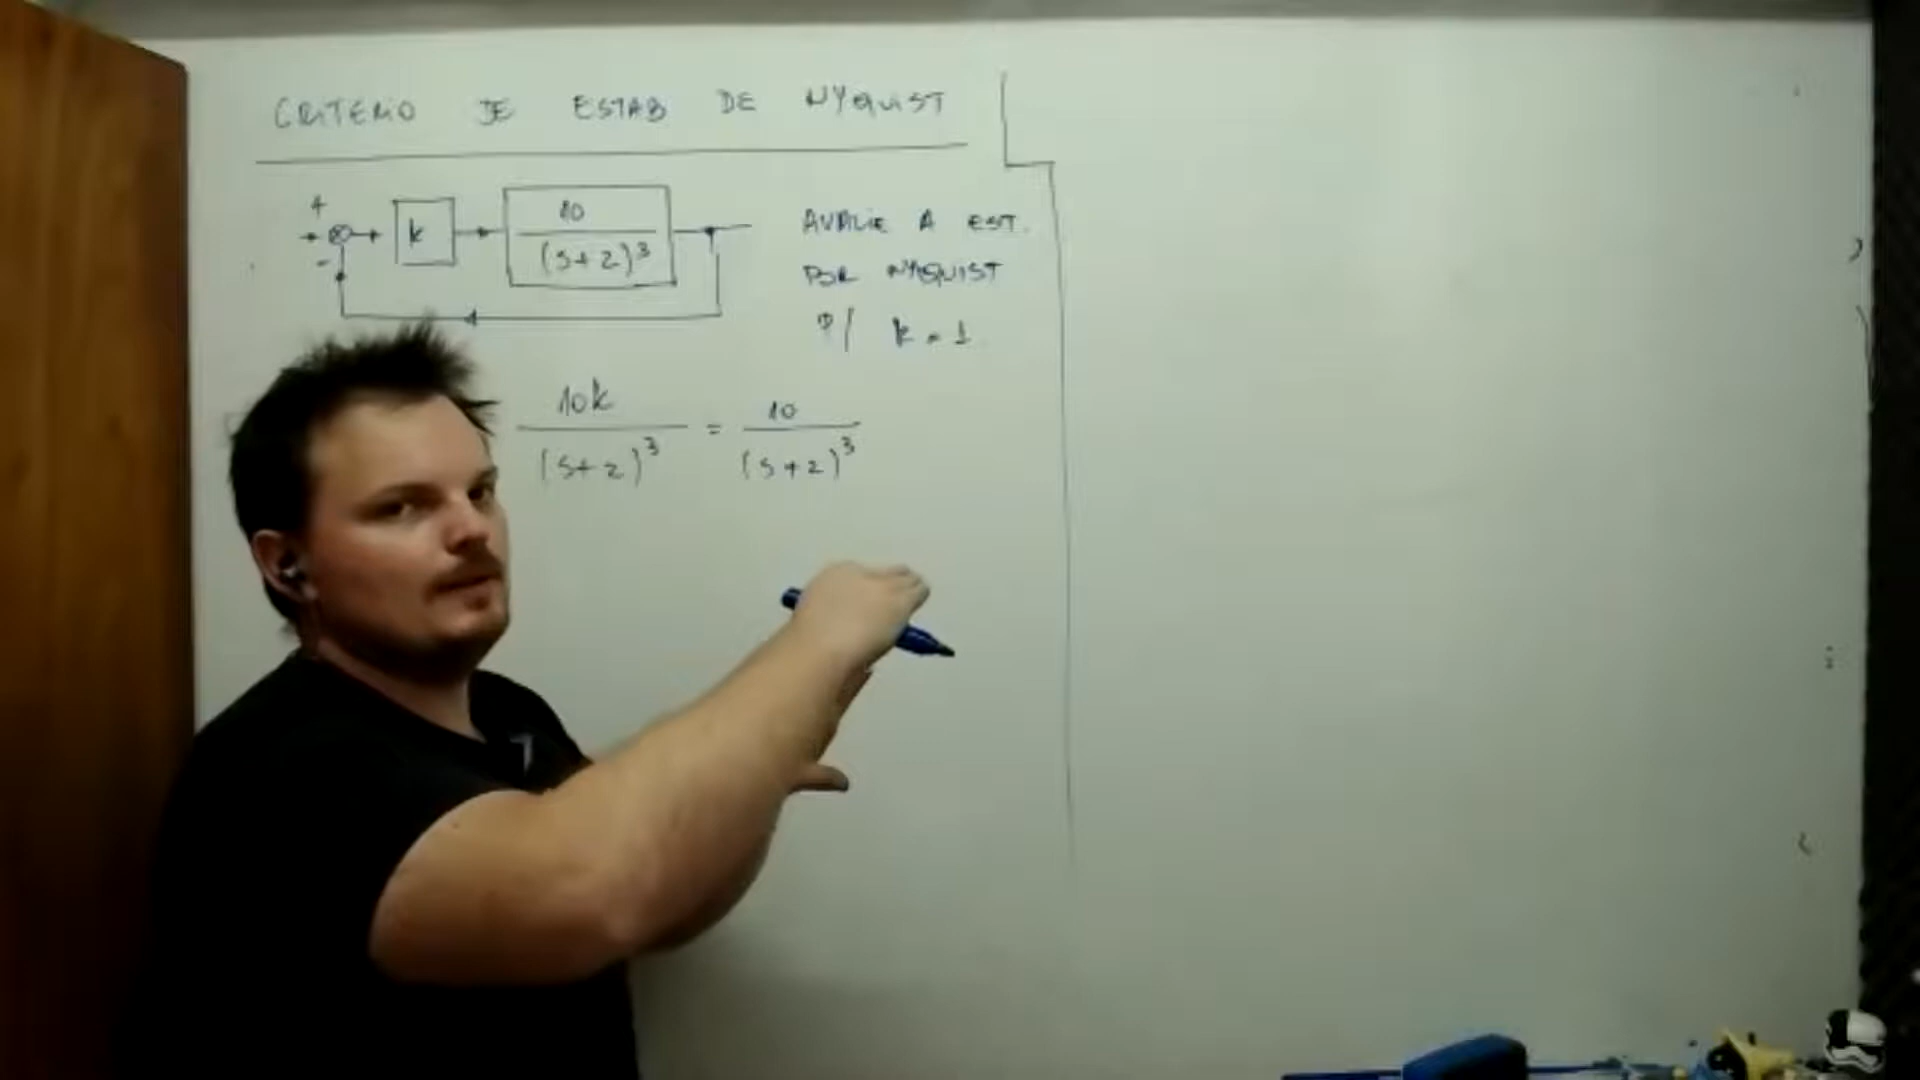 CRITERIO DE ESTAB DE NYQUIST
+
-
k
10
(s+2)^3
AVALIE A EST.
POR NYQUIST
P/ k = 1
10k
(s+2)^3
=
10
(s+2)^3